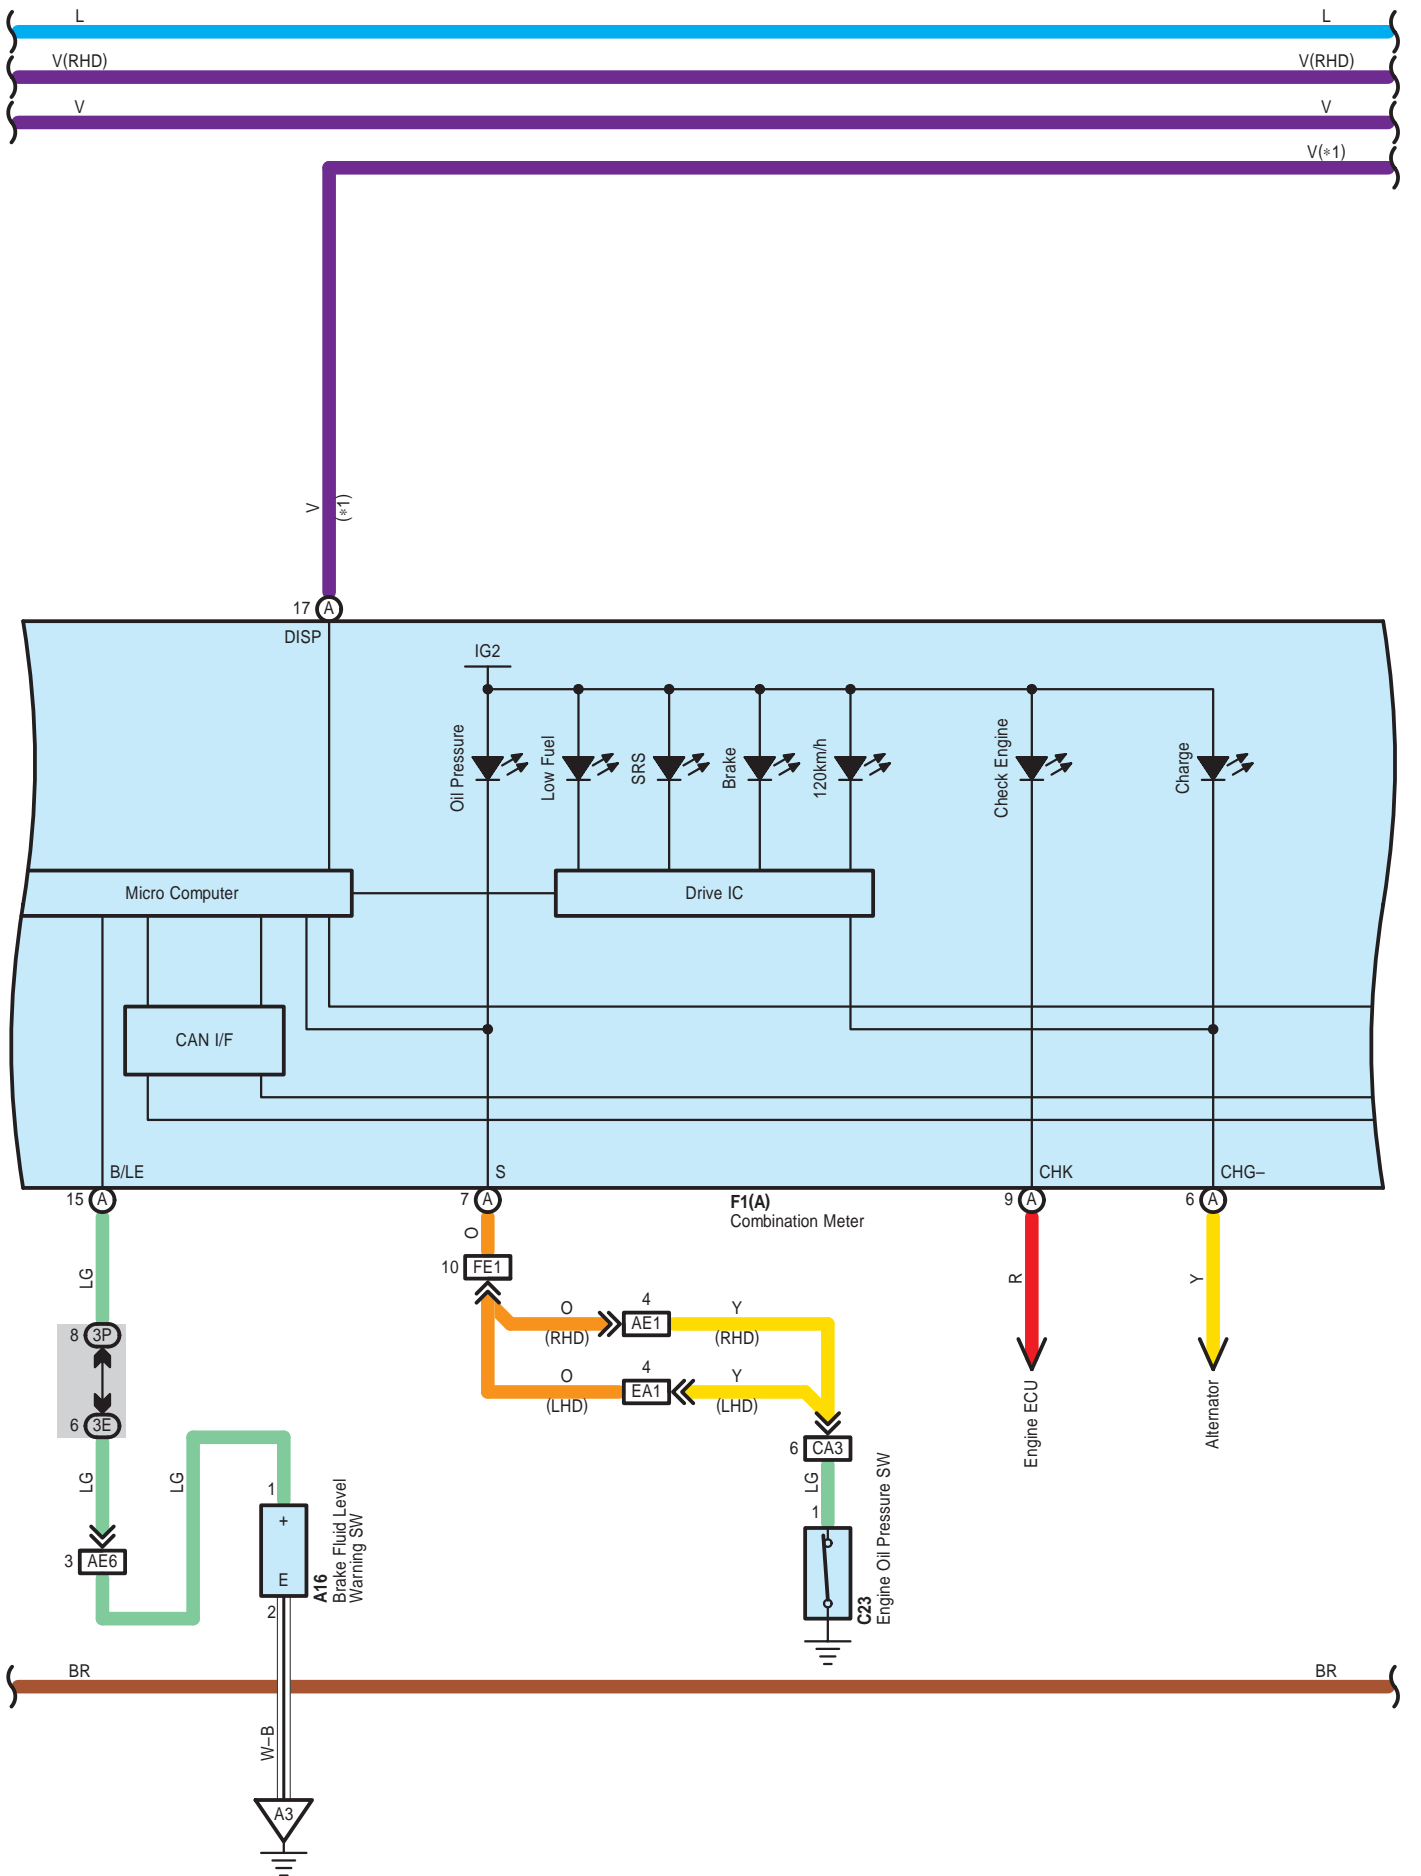 L L
V(RHD) V(RHD)
V V
V(*1)
V (*1)
17 A
DISP
IG2
Oil Pressure
Low Fuel
SRS
Brake
120km/h
Check Engine
Charge
Micro Computer
Drive IC
CAN I/F
B/LE
S
CHK
CHG–
15 A
7 A
F1(A)
Combination Meter
9 A
6 A
O
10 FE1
LG
R
Y
O (RHD)
4
AE1
Y (RHD)
8 3P
O (LHD)
4
EA1
Y (LHD)
6 3E
Engine ECU
Alternator
6 CA3
LG
LG
LG
1
1
+
E
A16
Brake Fluid Level
Warning SW
2
3 AE6
C23
Engine Oil Pressure SW
BR BR
W–B
A3